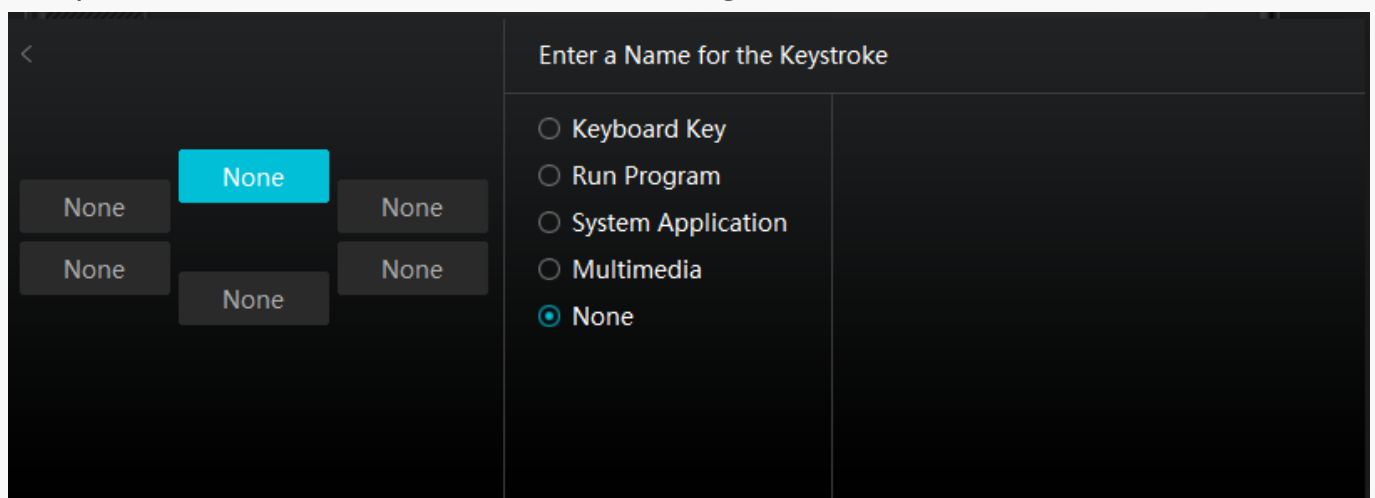 Enter a Name for the Keystroke
None
None
None
None
None
None
Keyboard Key
Run Program
System Application
Multimedia
None